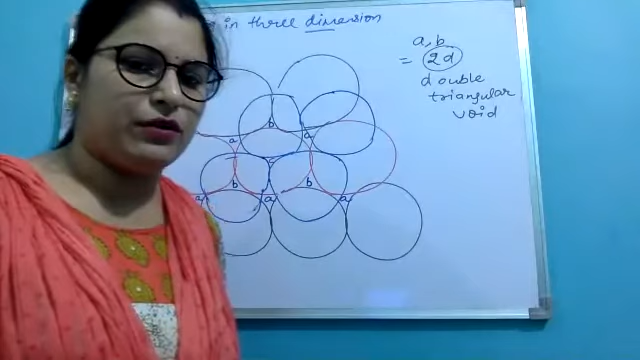 in three dimension
a, b
= 2d
double
triangular
void
b
a
a
b
b
a
a
a